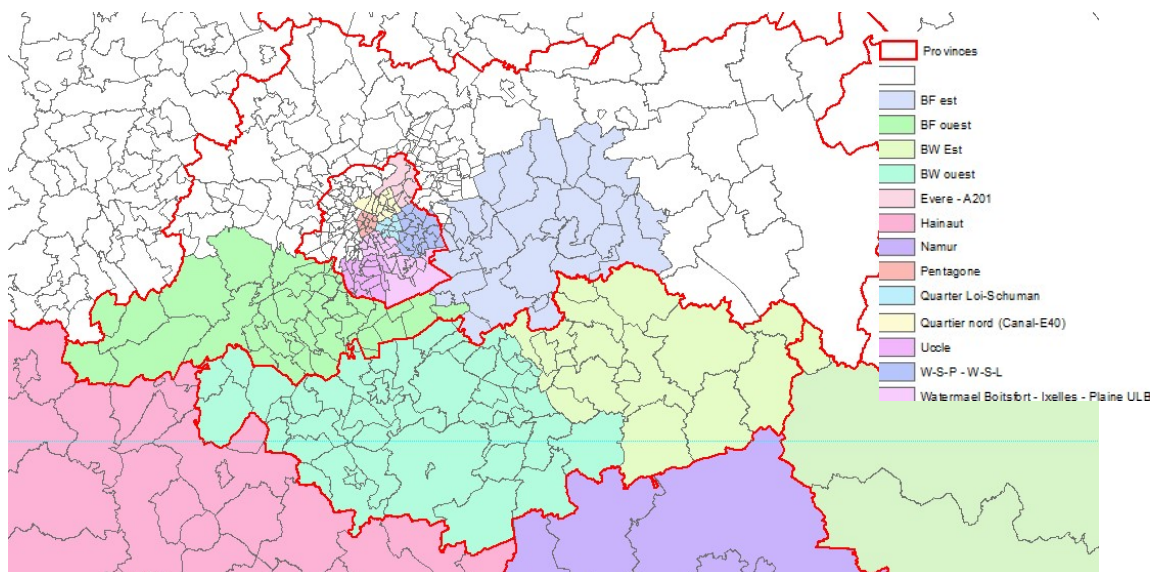 Provinces
BF est
BF ouest
BW Est
BW ouest
Evere - A201
Hainaut
Namur
Pentagone
Quarter Loi-Schuman
Quartier nord (Canal-E40)
Uccle
W-S-P - W-S-L
Watermael Boitsfort - Ixelles - Plaine ULB